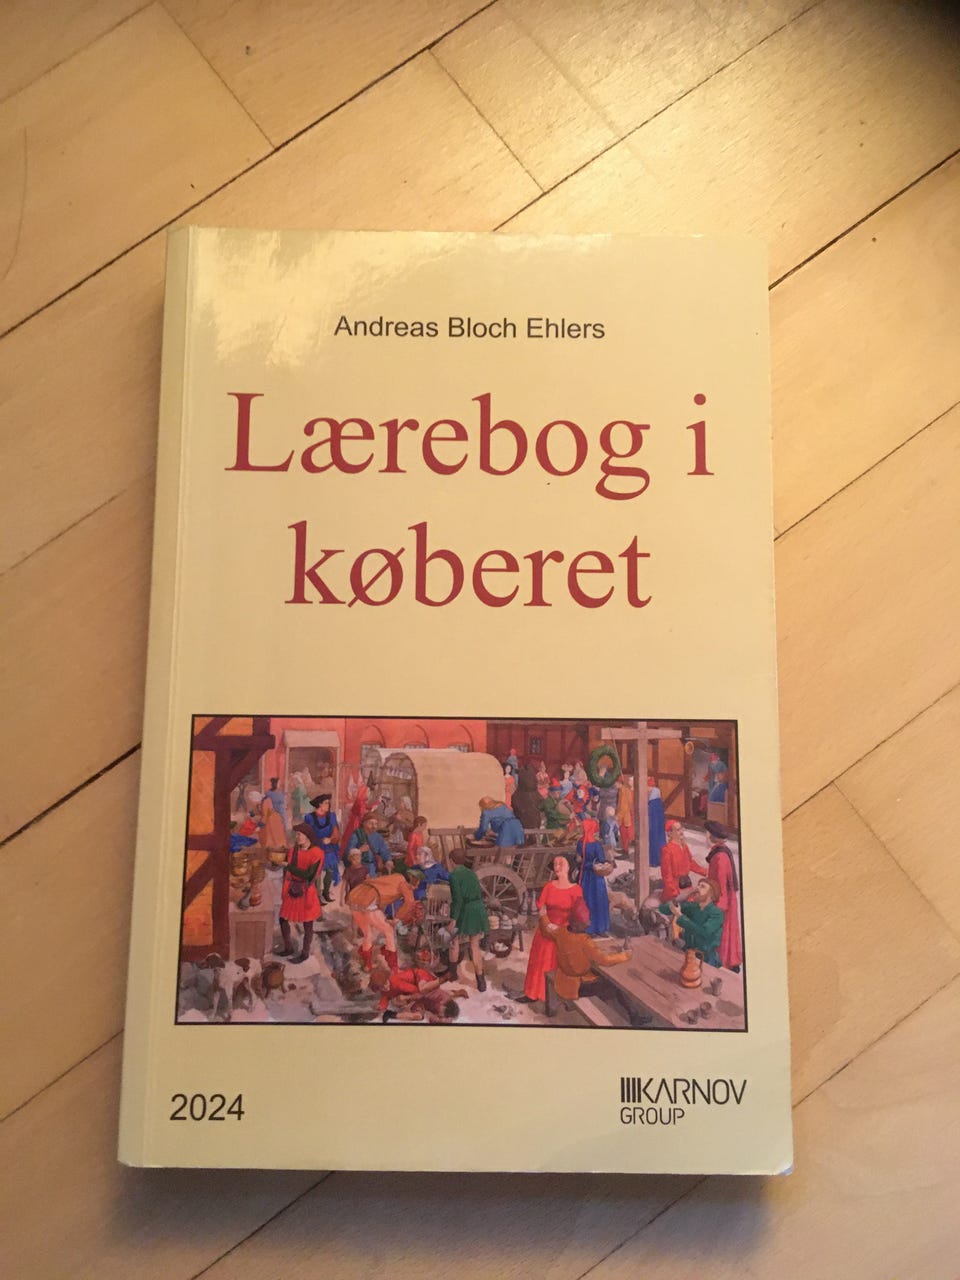 Andreas Bloch Ehlers
Lærebog i
køberet
2024
KARNOV
GROUP